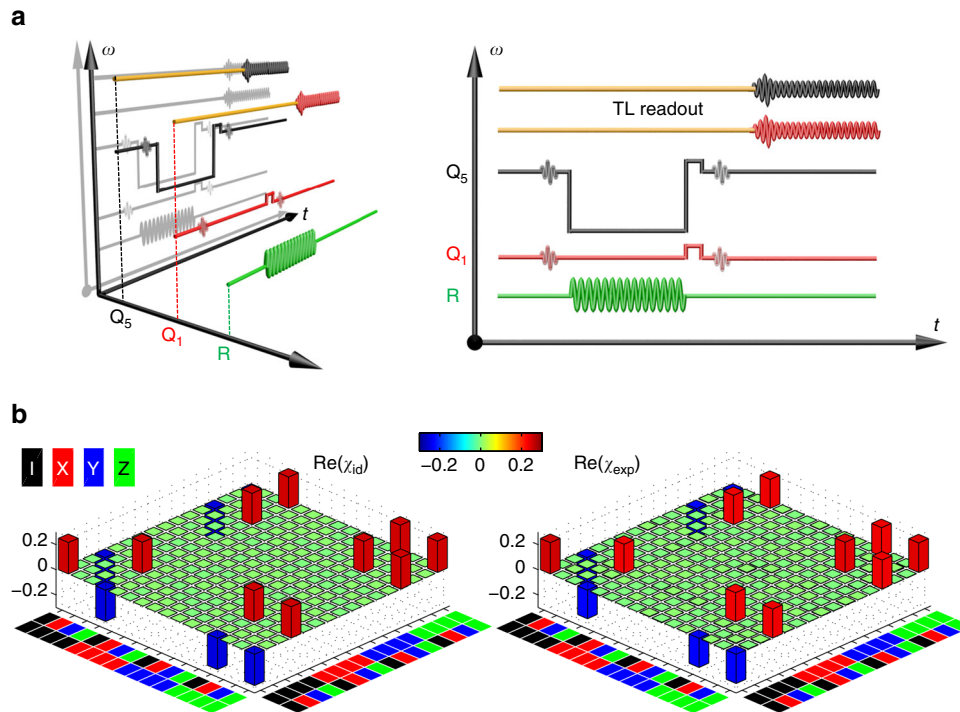 a
ω
t
Q5
Q1
R
ω
TL readout
Q5
Q1
R
t
b
I X Y Z
Re(χid)
−0.2 0 0.2
Re(χexp)
0.2
0
−0.2
0.2
0
−0.2